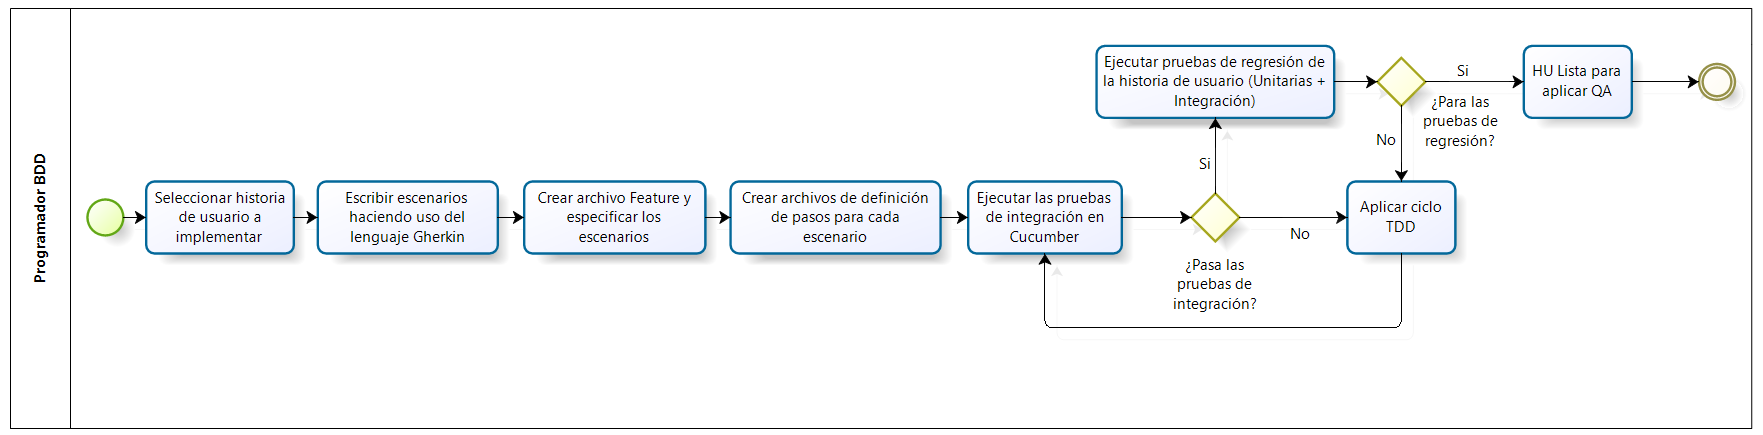 Programador BDD
Seleccionar historia
de usuario a
implementar
Escribir escenarios
haciendo uso del
lenguaje Gherkin
Crear archivo Feature y
especificar los
escenarios
Crear archivos de definición
de pasos para cada
escenario
Ejecutar las pruebas
de integración en
Cucumber
¿Pasa las
pruebas de
integración?
Si
No
Ejecutar pruebas de regresión de
la historia de usuario (Unitarias +
Integración)
¿Para las
pruebas de
regresión?
Si
No
Aplicar ciclo
TDD
HU Lista para
aplicar QA